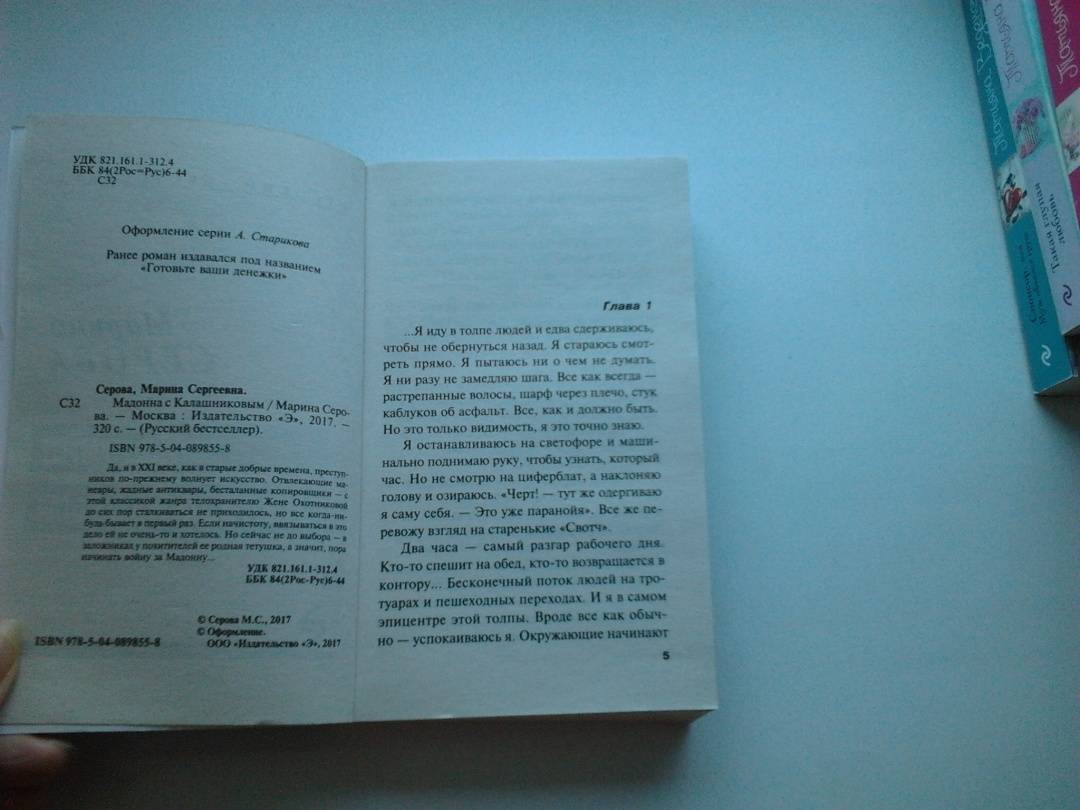 УДК 821.161.1-312.4
ББК 84(2Рос=Рус)6-44
С32
Оформление серии А. Старикова
Ранее роман издавался под названием
«Готовьте ваши денежки»
Серова, Марина Сергеевна.
С32 Мадонна с Калашниковым / Марина Серо-
ва. — Москва : Издательство «Э», 2017. —
320 с. — (Русский бестселлер).
ISBN 978-5-04-089855-8
Да, и в XXI веке, как в старые добрые времена, преступ-
ников по-прежнему волнует искусство. Отвлекающие ма-
невры, жадные антиквары, бесталанные копировщики — с
этой классикой жанра телохранителю Жене Охотниковой
до сих пор сталкиваться не приходилось, но все когда-ни-
будь бывает в первый раз. Если начистоту, ввязываться в это
дело ей не очень-то и хотелось. Но сейчас не до выбора — в
заложниках у похитителей ее родная тетушка, а значит, пора
начинать войну за Мадонну...
УДК 821.161.1-312.4
ББК 84(2Рос-Рус)6-44
© Серова М.С., 2017
© Оформление.
ISBN 978-5-04-089855-8 ООО «Издательство «Э», 2017
Глава 1
...Я иду в толпе людей и едва сдерживаюсь,
чтобы не обернуться назад. Я стараюсь смот-
реть прямо. Я пытаюсь ни о чем не думать.
Я ни разу не замедляю шага. Все как всегда —
растрепанные волосы, шарф через плечо, стук
каблуков об асфальт. Все, как и должно быть.
Но это только видимость, я это точно знаю.
Я останавливаюсь на светофоре и маши-
нально поднимаю руку, чтобы узнать, который
час. Но не смотрю на циферблат, а наклоняю
голову и озираюсь. «Черт! — тут же одергиваю
я саму себя. — Это уже паранойя». Все же пе-
ревожу взгляд на старенькие «Свотч».
Два часа — самый разгар рабочего дня.
Кто-то спешит на обед, кто-то возвращается в
контору... Бесконечный поток людей на тро-
туарах и пешеходных переходах. И я в самом
эпицентре этой толпы. Вроде все как обыч-
но — успокаиваюсь я. Окружающие начинают
5
Татьяна
Татьяна
Такая глупая
любовь
Татьяна